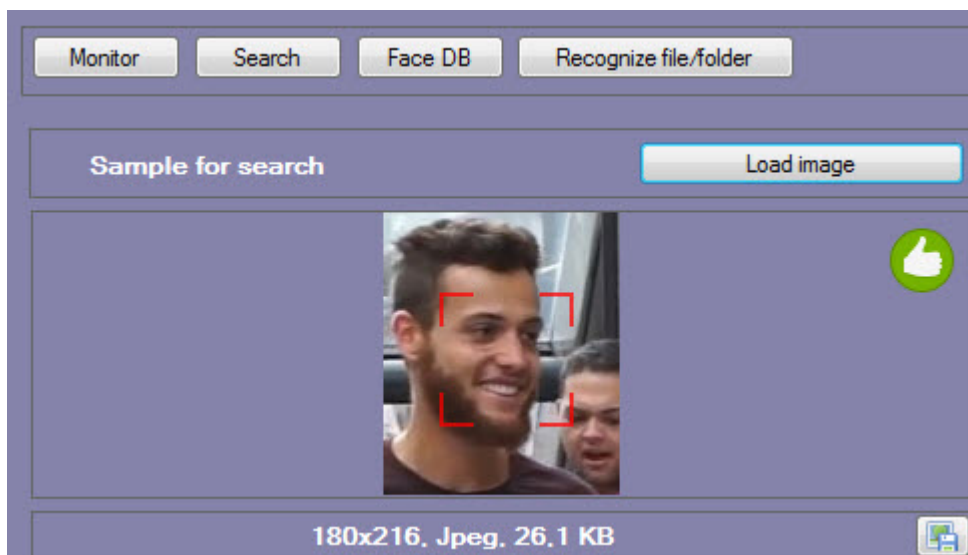 Monitor Search Face DB Recognize file/folder
Sample for search Load image
180x216, Jpeg, 26,1 KB